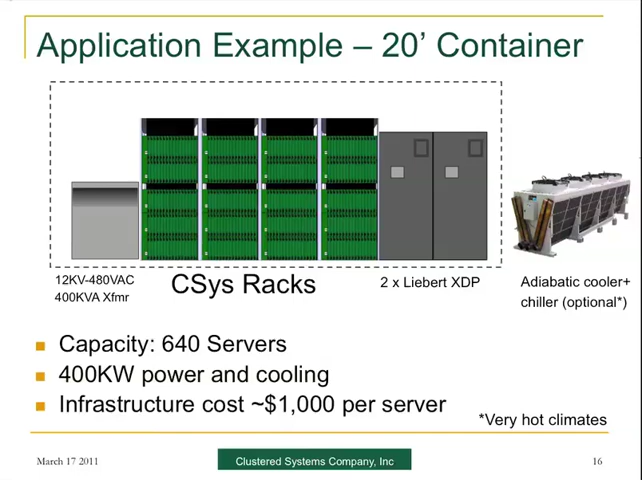 Application Example – 20’ Container
12KV-480VAC
400KVA Xfmr
CSys Racks
2 x Liebert XDP
Adiabatic cooler+
chiller (optional*)
■ Capacity: 640 Servers
■ 400KW power and cooling
■ Infrastructure cost ~$1,000 per server
*Very hot climates
March 17 2011
Clustered Systems Company, Inc
16